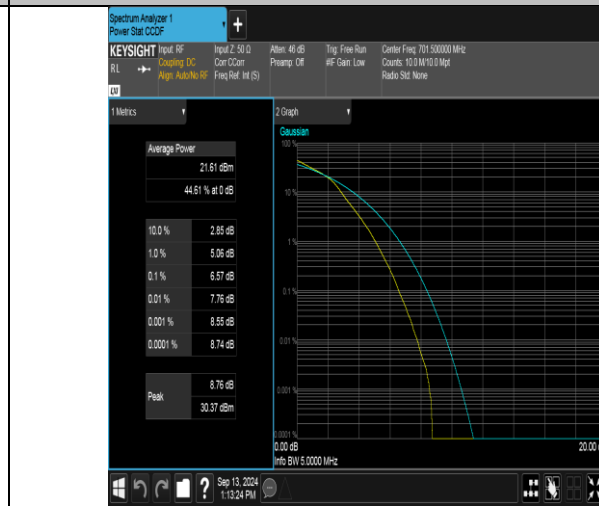 Spectrum Analyzer 1
Power Stat CCDF
+
KEYSIGHT Input: RF Input Z: 50 Ω Atten: 46 dB Trig: Free Run Center Freq: 701.500000 MHz
RL Coupling: DC Corr CCorr Preamp: Off #IF Gain: Low Counts: 10.0 M/10.0 Mpt
Align: Auto/No RF Freq Ref: Int (S) Radio Std: None
1 Metrics
Average Power
21.61 dBm
44.61 % at 0 dB
10.0 % 2.85 dB
1.0 % 5.06 dB
0.1 % 6.57 dB
0.01 % 7.76 dB
0.001 % 8.55 dB
0.0001 % 8.74 dB
Peak 8.76 dB
30.37 dBm
2 Graph
Gaussian
100 %
10 %
1 %
0.1 %
0.01 %
0.001 %
0.0001 %
0.00 dB 20.00
Info BW 5.0000 MHz
? Sep 13, 2024
1:13:24 PM